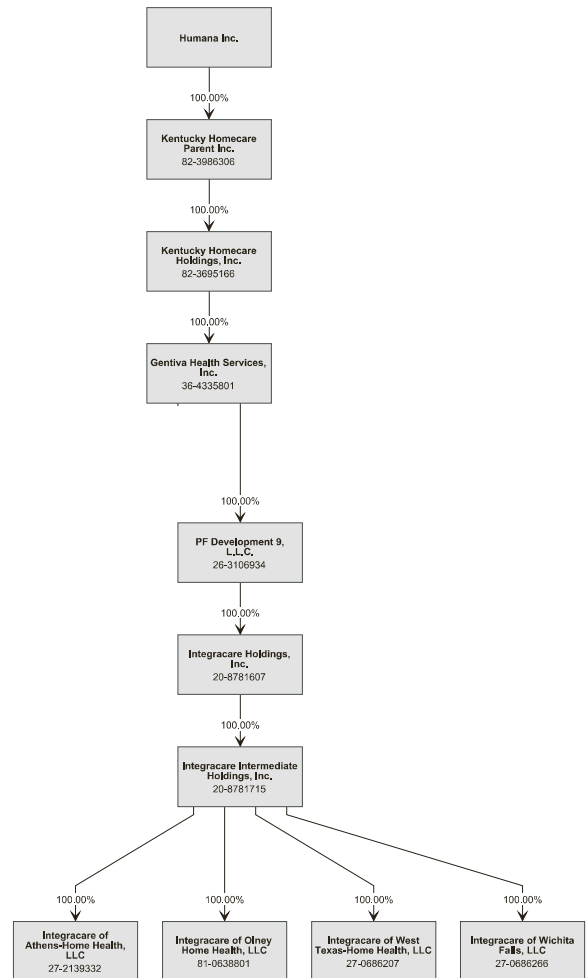 Humana Inc.
100.00%
Kentucky Homecare
Parent Inc.
82-3986306
100.00%
Kentucky Homecare
Holdings, Inc.
82-3695166
100.00%
Gentiva Health Services,
Inc.
36-4335801
100.00%
PF Development 9,
L.L.C.
26-3106934
100.00%
Integracare Holdings,
Inc.
20-8781607
100.00%
Integracare Intermediate
Holdings, Inc.
20-8781715
100.00%
100.00%
100.00%
100.00%
Integracare of
Athens-Home Health,
LLC
27-2139332
Integracare of Olney
Home Health, LLC
81-0638801
Integracare of West
Texas-Home Health, LLC
27-0686207
Integracare of Wichita
Falls, LLC
27-0686266